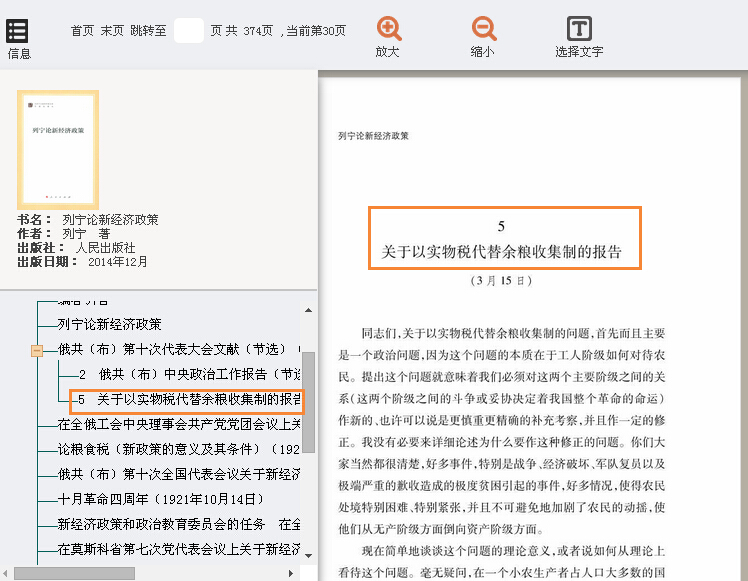 首页 末页 跳转至 页 共 374页 ,当前第30页
信息
放大
缩小
选择文字
列宁论新经济政策
书名： 列宁论新经济政策
作者： 列宁 著
出版社： 人民出版社
出版日期： 2014年12月
列宁论新经济政策
俄共（布）第十次代表大会文献（节选）（
2 俄共（布）中央政治工作报告（节选
5 关于以实物税代替余粮收集制的报告
在全俄工会中央理事会共产党党团会议上关
论粮食税（新政策的意义及其条件）（192
俄共（布）第十次全国代表会议关于新经济
十月革命四周年（1921年10月14日）
新经济政策和政治教育委员会的任务 在全
在莫斯科省第七次党代表会议上关于新经济
列宁论新经济政策
5
关于以实物税代替余粮收集制的报告
（3 月 15 日）
同志们,关于以实物税代替余粮收集制的问题,首先而且主要
是一个政治问题,因为这个问题的本质在于工人阶级如何对待农
民。提出这个问题就意味着我们必须对这两个主要阶级之间的关
系(这两个阶级之间的斗争或妥协决定着我国整个革命的命运)
作新的、也许可以说是更慎重更精确的补充考察,并且作一定的修
正。我没有必要来详细论述为什么要作这种修正的问题。你们大
家当然都很清楚,好多事件,特别是战争、经济破坏、军队复员以及
极端严重的歉收造成的极度贫困引起的事件,好多情况,使得农民
处境特别困难、特别紧张,并且不可避免地加剧了农民的动摇,使
他们从无产阶级方面倒向资产阶级方面。
现在简单地谈谈这个问题的理论意义,或者说如何从理论上
看待这个问题。毫无疑问,在一个小农生产者占人口大多数的国